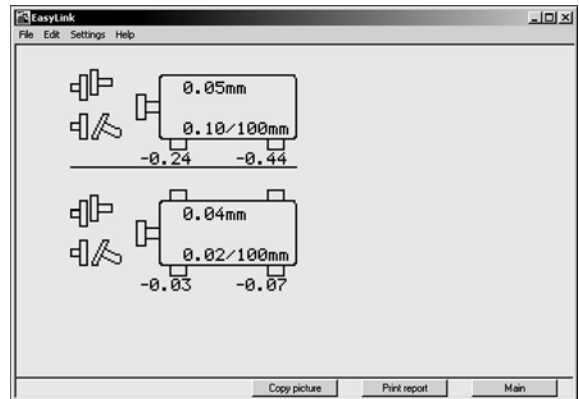 EasyLink
File Edit Settings Help
0.05mm
0.10/100mm
-0.24 -0.44
0.04mm
0.02/100mm
-0.03 -0.07
Copy picture Print report Main